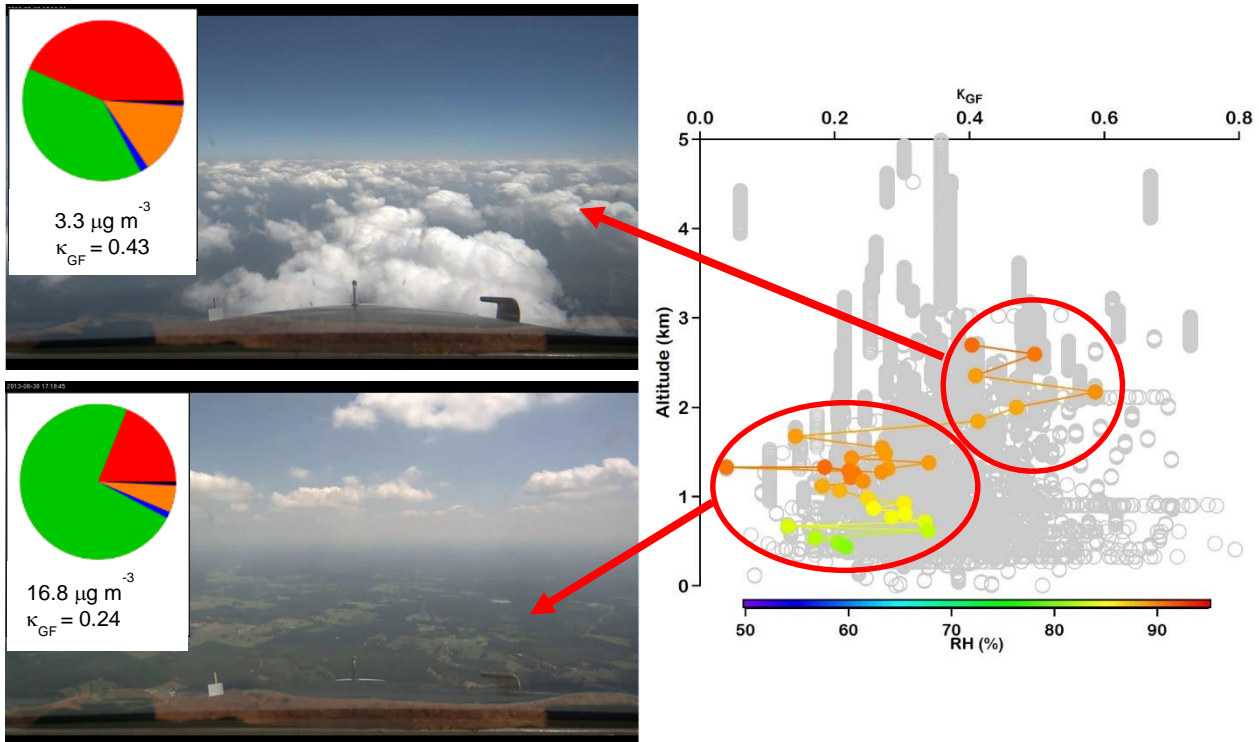 3.3 μg m-3
κGF = 0.43
2013-08-30 17:18:45
16.8 μg m-3
κGF = 0.24
κGF
0.0 0.2 0.4 0.6 0.8
5
4
3
2
1
0
Altitude (km)
50 60 70 80 90
RH (%)